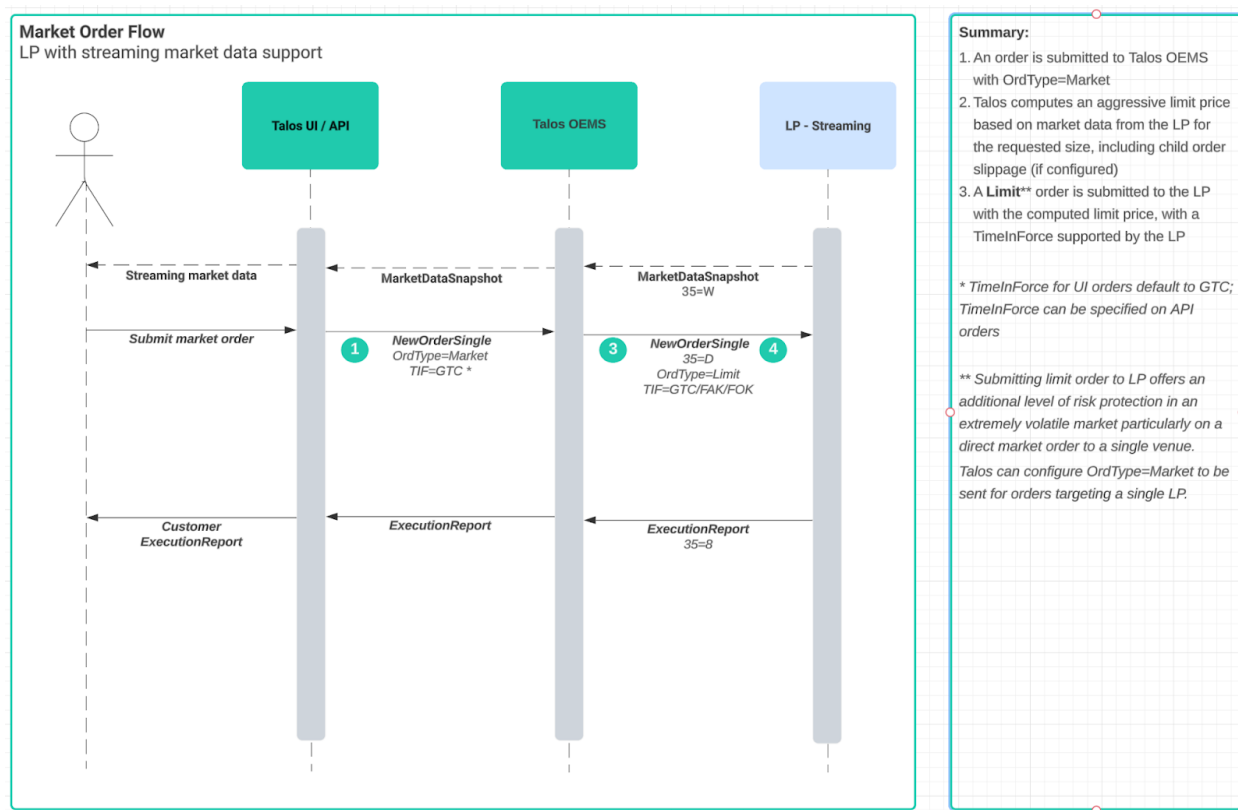 Market Order Flow
LP with streaming market data support
Talos UI / API
Talos OEMS
LP - Streaming
Streaming market data
MarketDataSnapshot
MarketDataSnapshot
35=W
Submit market order
1
NewOrderSingle
OrdType=Market
TIF=GTC *
3
NewOrderSingle
35=D
OrdType=Limit
TIF=GTC/FAK/FOK
4
Customer
ExecutionReport
ExecutionReport
ExecutionReport
35=8
Summary:
1. An order is submitted to Talos OEMS
with OrdType=Market
2. Talos computes an aggressive limit price
based on market data from the LP for
the requested size, including child order
slippage (if configured)
3. A Limit** order is submitted to the LP
with the computed limit price, with a
TimeInForce supported by the LP
* TimeInForce for UI orders default to GTC;
TimeInForce can be specified on API
orders
** Submitting limit order to LP offers an
additional level of risk protection in an
extremely volatile market particularly on a
direct market order to a single venue.
Talos can configure OrdType=Market to be
sent for orders targeting a single LP.